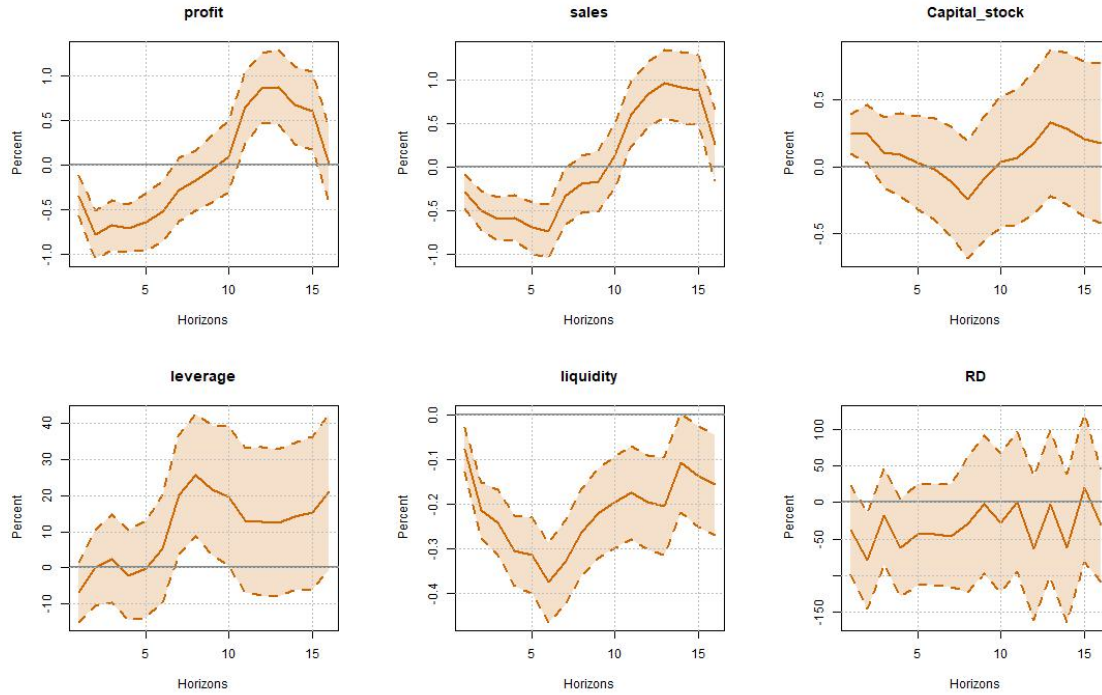 profit
sales
Capital_stock
Percent
-1.0 -0.5 0.0 0.5 1.0
5 10 15
Horizons
Percent
-1.0 -0.5 0.0 0.5 1.0
5 10 15
Horizons
Percent
-0.5 0.0 0.5
5 10 15
Horizons
leverage
liquidity
RD
Percent
-10 0 10 20 30 40
5 10 15
Horizons
Percent
-0.4 -0.3 -0.2 -0.1 0.0
5 10 15
Horizons
Percent
-150 -50 0 50 100
5 10 15
Horizons